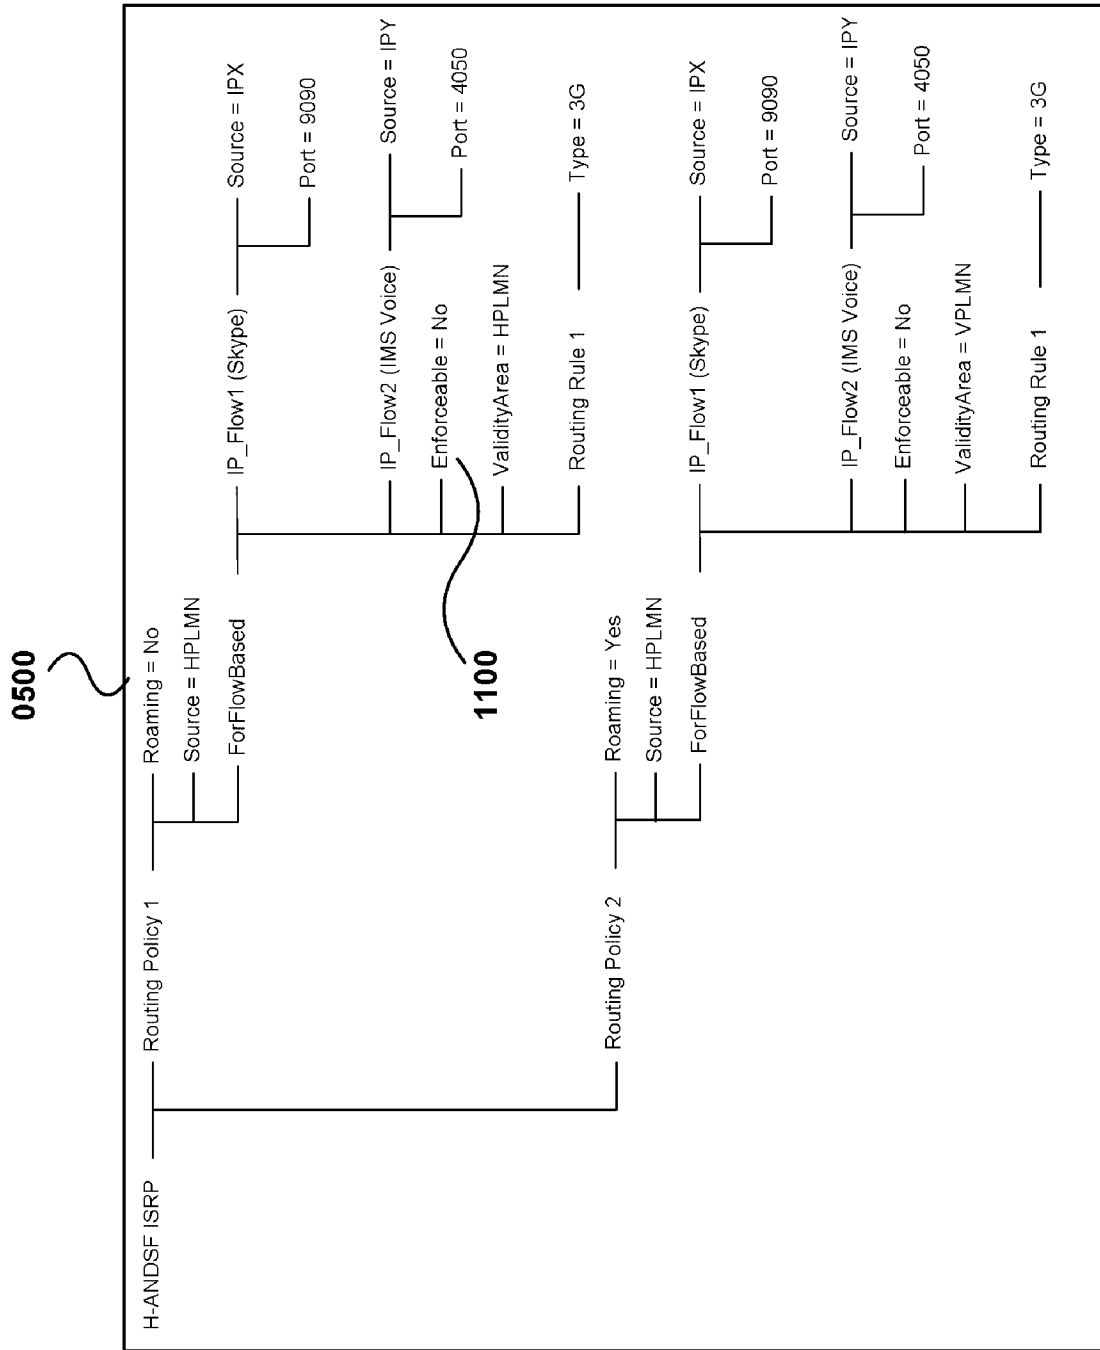 0500
H-ANDSF ISRP
Routing Policy 1
Roaming = No
Source = HPLMN
ForFlowBased
IP_Flow1 (Skype)
Source = IPX
Port = 9090
IP_Flow2 (IMS Voice)
Source = IPY
Port = 4050
Enforceable = No
1100
ValidityArea = HPLMN
Routing Rule 1
Type = 3G
Routing Policy 2
Roaming = Yes
Source = HPLMN
ForFlowBased
IP_Flow1 (Skype)
Source = IPX
Port = 9090
IP_Flow2 (IMS Voice)
Source = IPY
Port = 4050
Enforceable = No
ValidityArea = VPLMN
Routing Rule 1
Type = 3G